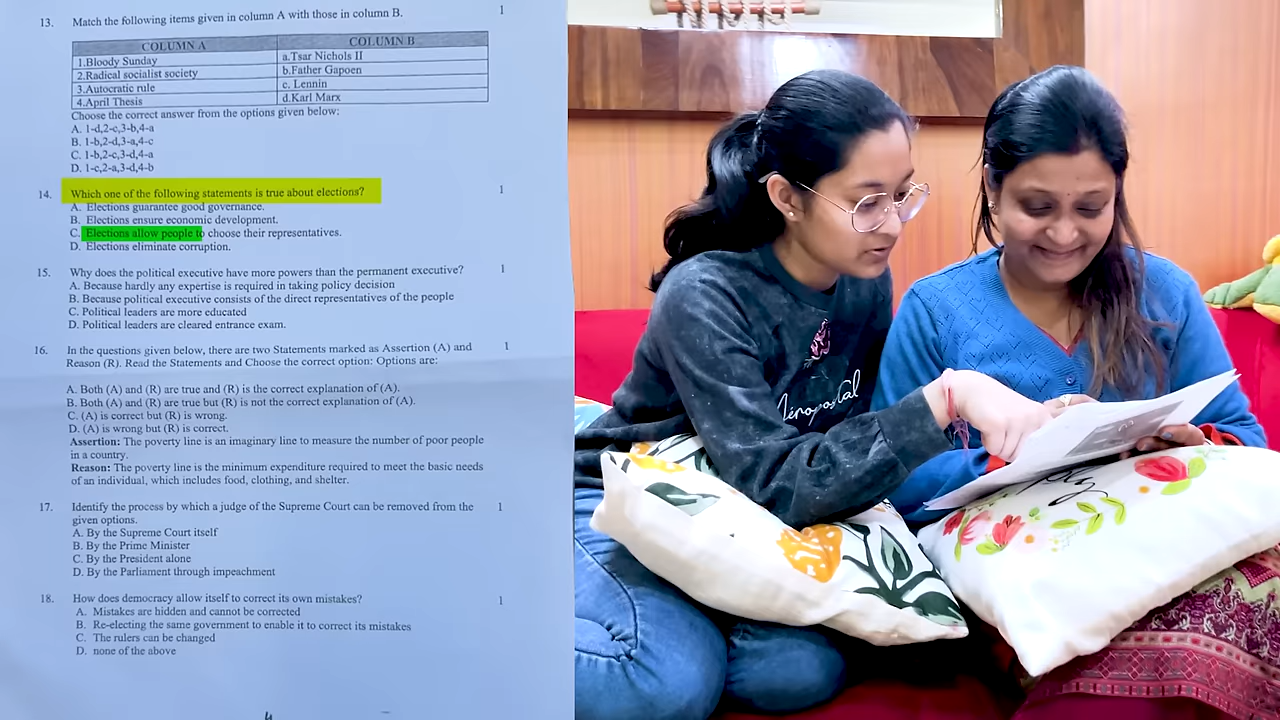 13. Match the following items given in column A with those in column B. 1
COLUMN A COLUMN B
1.Bloody Sunday a.Tsar Nichols II
2.Radical socialist society b.Father Gapoen
3.Autocratic rule c. Lennin
4.April Thesis d.Karl Marx
Choose the correct answer from the options given below:
A. 1-d,2-c,3-b,4-a
B. 1-b,2-d,3-a,4-c
C. 1-b,2-c,3-d,4-a
D. 1-c,2-a,3-d,4-b
14. Which one of the following statements is true about elections? 1
A. Elections guarantee good governance.
B. Elections ensure economic development.
C. Elections allow people to choose their representatives.
D. Elections eliminate corruption.
15. Why does the political executive have more powers than the permanent executive? 1
A. Because hardly any expertise is required in taking policy decision
B. Because political executive consists of the direct representatives of the people
C. Political leaders are more educated
D. Political leaders are cleared entrance exam.
16. In the questions given below, there are two Statements marked as Assertion (A) and 1
Reason (R). Read the Statements and Choose the correct option: Options are:
A. Both (A) and (R) are true and (R) is the correct explanation of (A).
B. Both (A) and (R) are true but (R) is not the correct explanation of (A).
C. (A) is correct but (R) is wrong.
D. (A) is wrong but (R) is correct.
Assertion: The poverty line is an imaginary line to measure the number of poor people
in a country.
Reason: The poverty line is the minimum expenditure required to meet the basic needs
of an individual, which includes food, clothing, and shelter.
17. Identify the process by which a judge of the Supreme Court can be removed from the 1
given options.
A. By the Supreme Court itself
B. By the Prime Minister
C. By the President alone
D. By the Parliament through impeachment
18. How does democracy allow itself to correct its own mistakes? 1
A. Mistakes are hidden and cannot be corrected
B. Re-electing the same government to enable it to correct its mistakes
C. The rulers can be changed
D. none of the above
Aéropostal